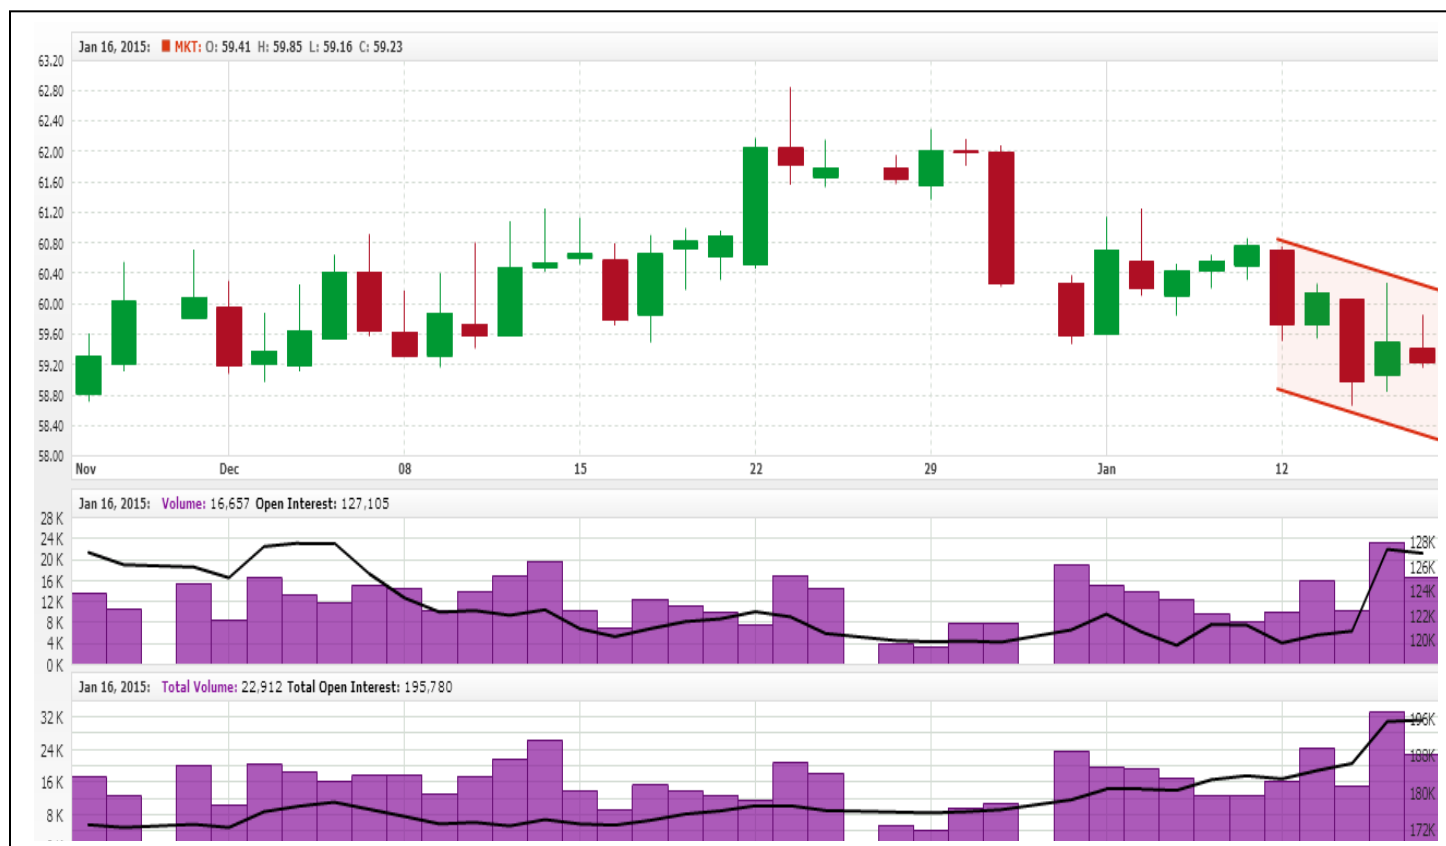 Jan 16, 2015: MKT: O: 59.41 H: 59.85 L: 59.16 C: 59.23
63.20
62.80
62.40
62.00
61.60
61.20
60.80
60.40
60.00
59.60
59.20
58.80
58.40
58.00
Nov Dec 08 15 22 29 Jan 12
Jan 16, 2015: Volume: 16,657 Open Interest: 127,105
28 K
24 K 128K
20 K 126K
16 K 124K
12 K
8 K 122K
4 K 120K
0 K
Jan 16, 2015: Total Volume: 22,912 Total Open Interest: 195,780
32 K 196K
24 K 188K
16 K 180K
8 K 172K